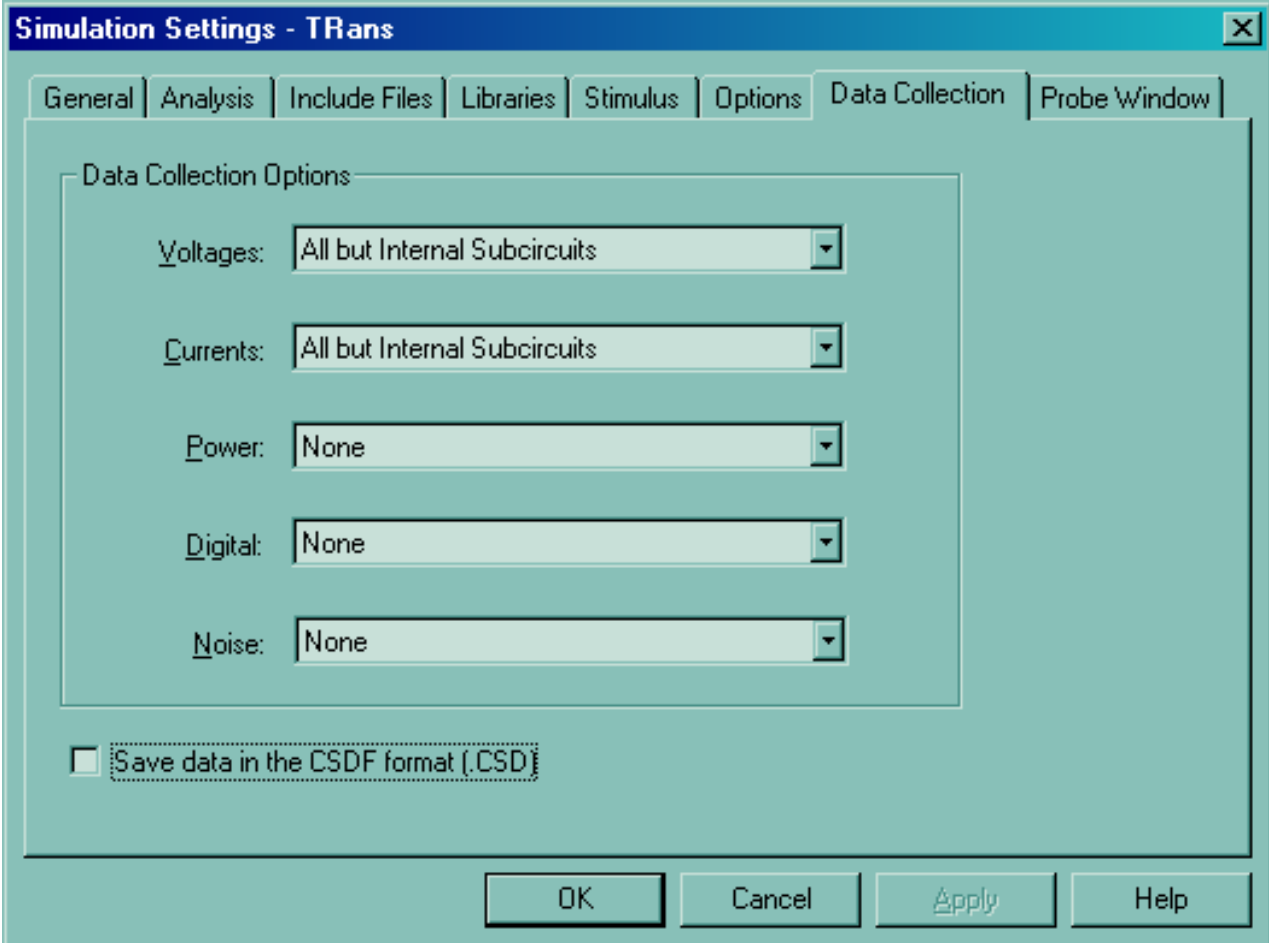 Simulation Settings - TRans
General Analysis Include Files Libraries Stimulus Options Data Collection Probe Window
Data Collection Options
Voltages: All but Internal Subcircuits
Currents: All but Internal Subcircuits
Power: None
Digital: None
Noise: None
Save data in the CSDF format (.CSD)
OK Cancel Apply Help